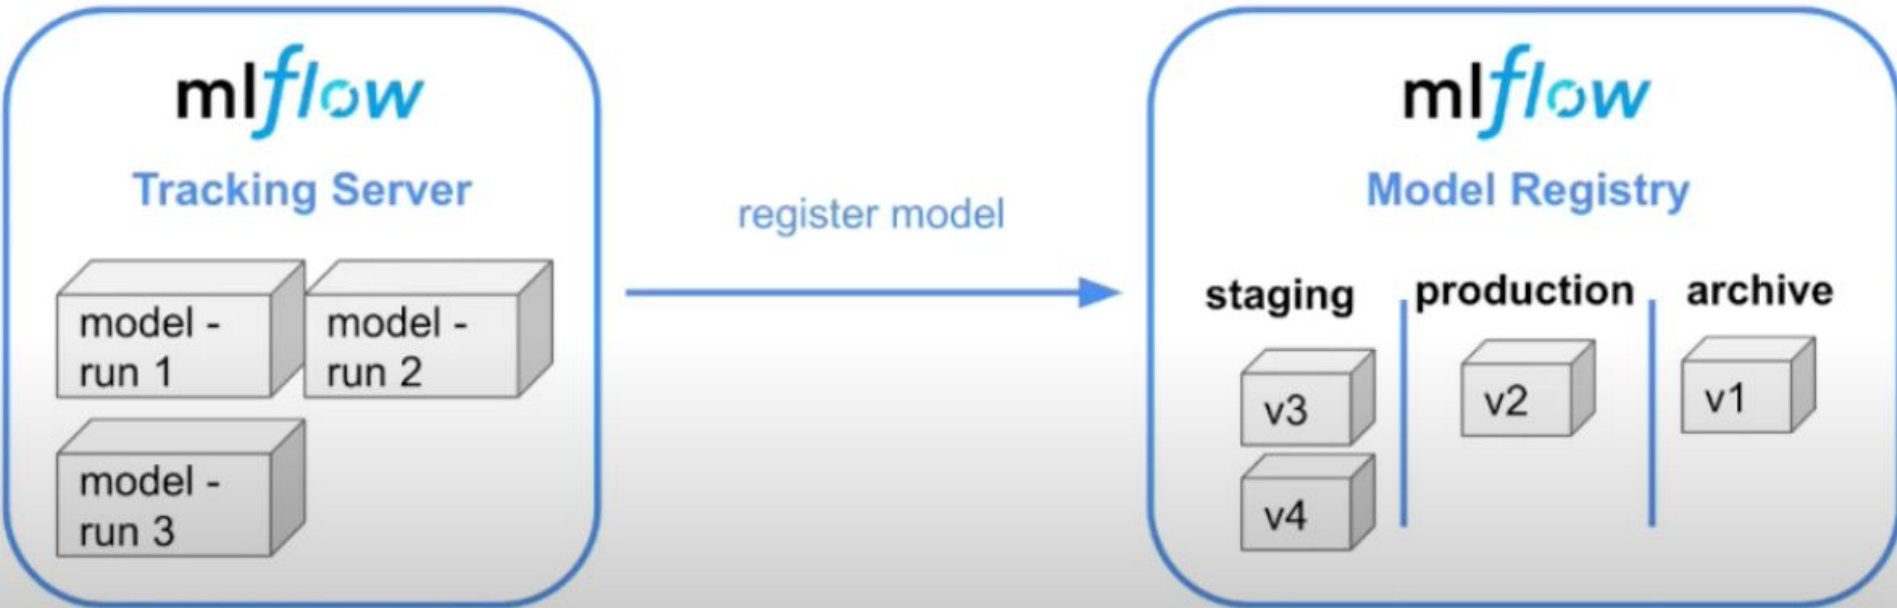 mlflow
Tracking Server
model -
run 1
model -
run 2
model -
run 3
register model
mlflow
Model Registry
staging
production
archive
v3
v2
v1
v4